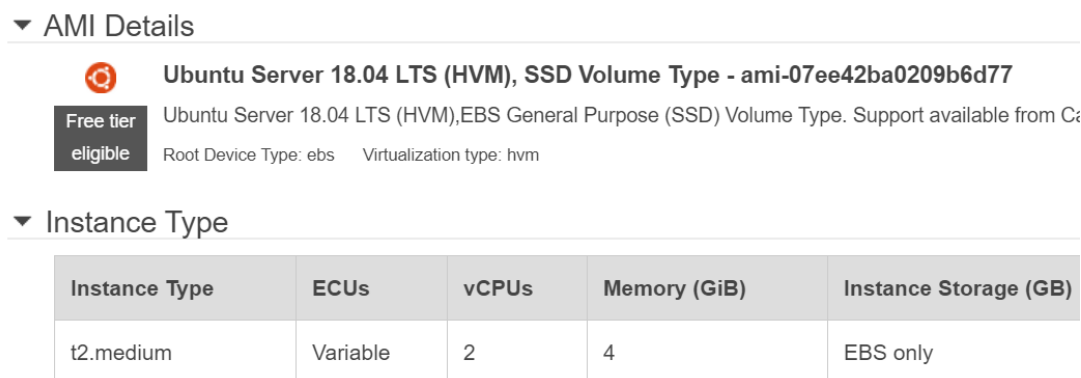 AMI Details
Ubuntu Server 18.04 LTS (HVM), SSD Volume Type - ami-07ee42ba0209b6d77
Free tier
eligible
Ubuntu Server 18.04 LTS (HVM),EBS General Purpose (SSD) Volume Type. Support available from
Root Device Type: ebs Virtualization type: hvm
Instance Type
Instance Type ECUs vCPUs Memory (GiB) Instance Storage (GB)
t2.medium Variable 2 4 EBS only